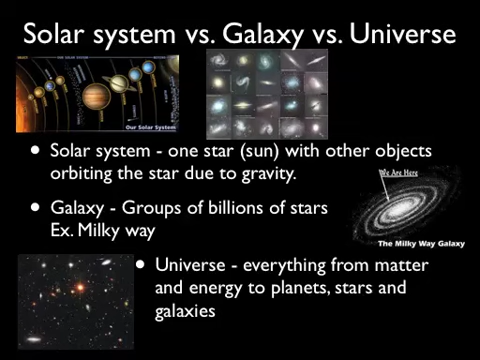 Solar system vs. Galaxy vs. Universe
Our Solar System
• Solar system - one star (sun) with other objects
orbiting the star due to gravity.
We Are Here
• Galaxy - Groups of billions of stars
Ex. Milky way
The Milky Way Galaxy
• Universe - everything from matter
and energy to planets, stars and
galaxies